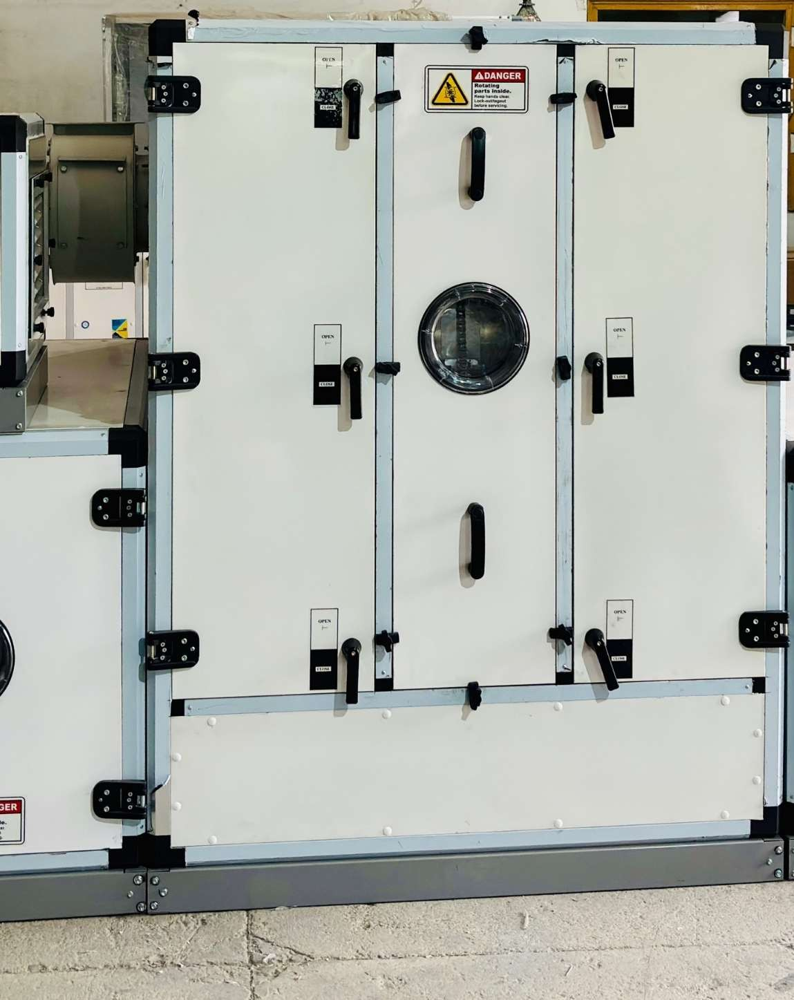 OPEN
CLOSE
DANGER
Rotating
parts inside.
Keep hands clear.
Lock-out/tagout
before servicing.
OPEN
CLOSE
OPEN
CLOSE
OPEN
CLOSE
OPEN
CLOSE
OPEN
CLOSE
GER